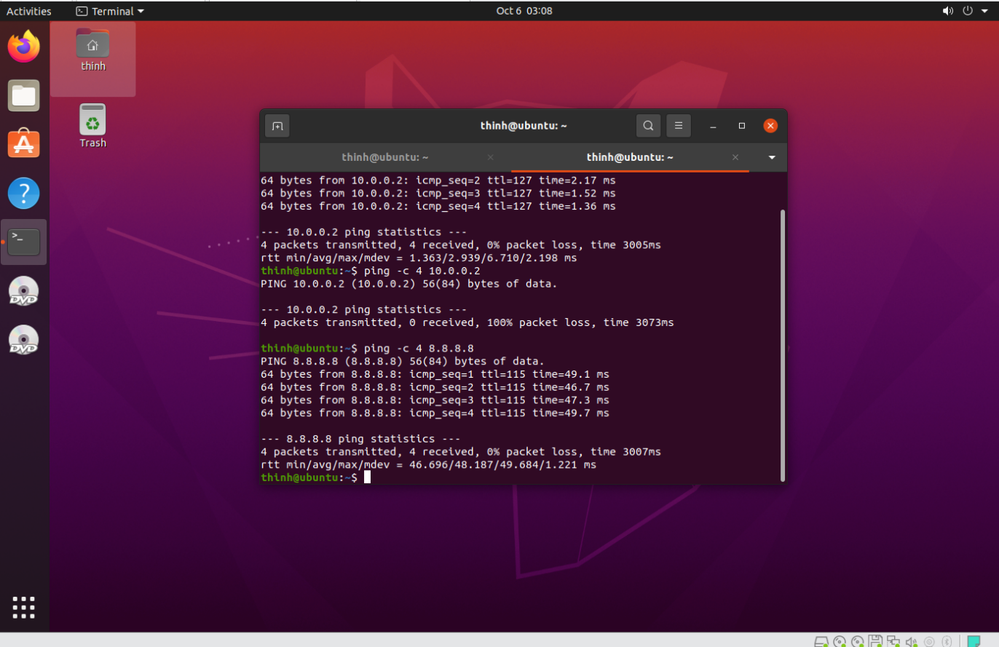 Activities
Terminal
Oct 6 03:08
thinh
Trash
thinh@ubuntu: ~
thinh@ubuntu: ~
thinh@ubuntu: ~
64 bytes from 10.0.0.2: icmp_seq=2 ttl=127 time=2.17 ms
64 bytes from 10.0.0.2: icmp_seq=3 ttl=127 time=1.52 ms
64 bytes from 10.0.0.2: icmp_seq=4 ttl=127 time=1.36 ms
--- 10.0.0.2 ping statistics ---
4 packets transmitted, 4 received, 0% packet loss, time 3005ms
rtt min/avg/max/mdev = 1.363/2.939/6.710/2.198 ms
thinh@ubuntu:~$ ping -c 4 10.0.0.2
PING 10.0.0.2 (10.0.0.2) 56(84) bytes of data.
--- 10.0.0.2 ping statistics ---
4 packets transmitted, 0 received, 100% packet loss, time 3073ms
thinh@ubuntu:~$ ping -c 4 8.8.8.8
PING 8.8.8.8 (8.8.8.8) 56(84) bytes of data.
64 bytes from 8.8.8.8: icmp_seq=1 ttl=115 time=49.1 ms
64 bytes from 8.8.8.8: icmp_seq=2 ttl=115 time=46.7 ms
64 bytes from 8.8.8.8: icmp_seq=3 ttl=115 time=47.3 ms
64 bytes from 8.8.8.8: icmp_seq=4 ttl=115 time=49.7 ms
--- 8.8.8.8 ping statistics ---
4 packets transmitted, 4 received, 0% packet loss, time 3007ms
rtt min/avg/max/mdev = 46.696/48.187/49.684/1.221 ms
thinh@ubuntu:~$
DVD
DVD